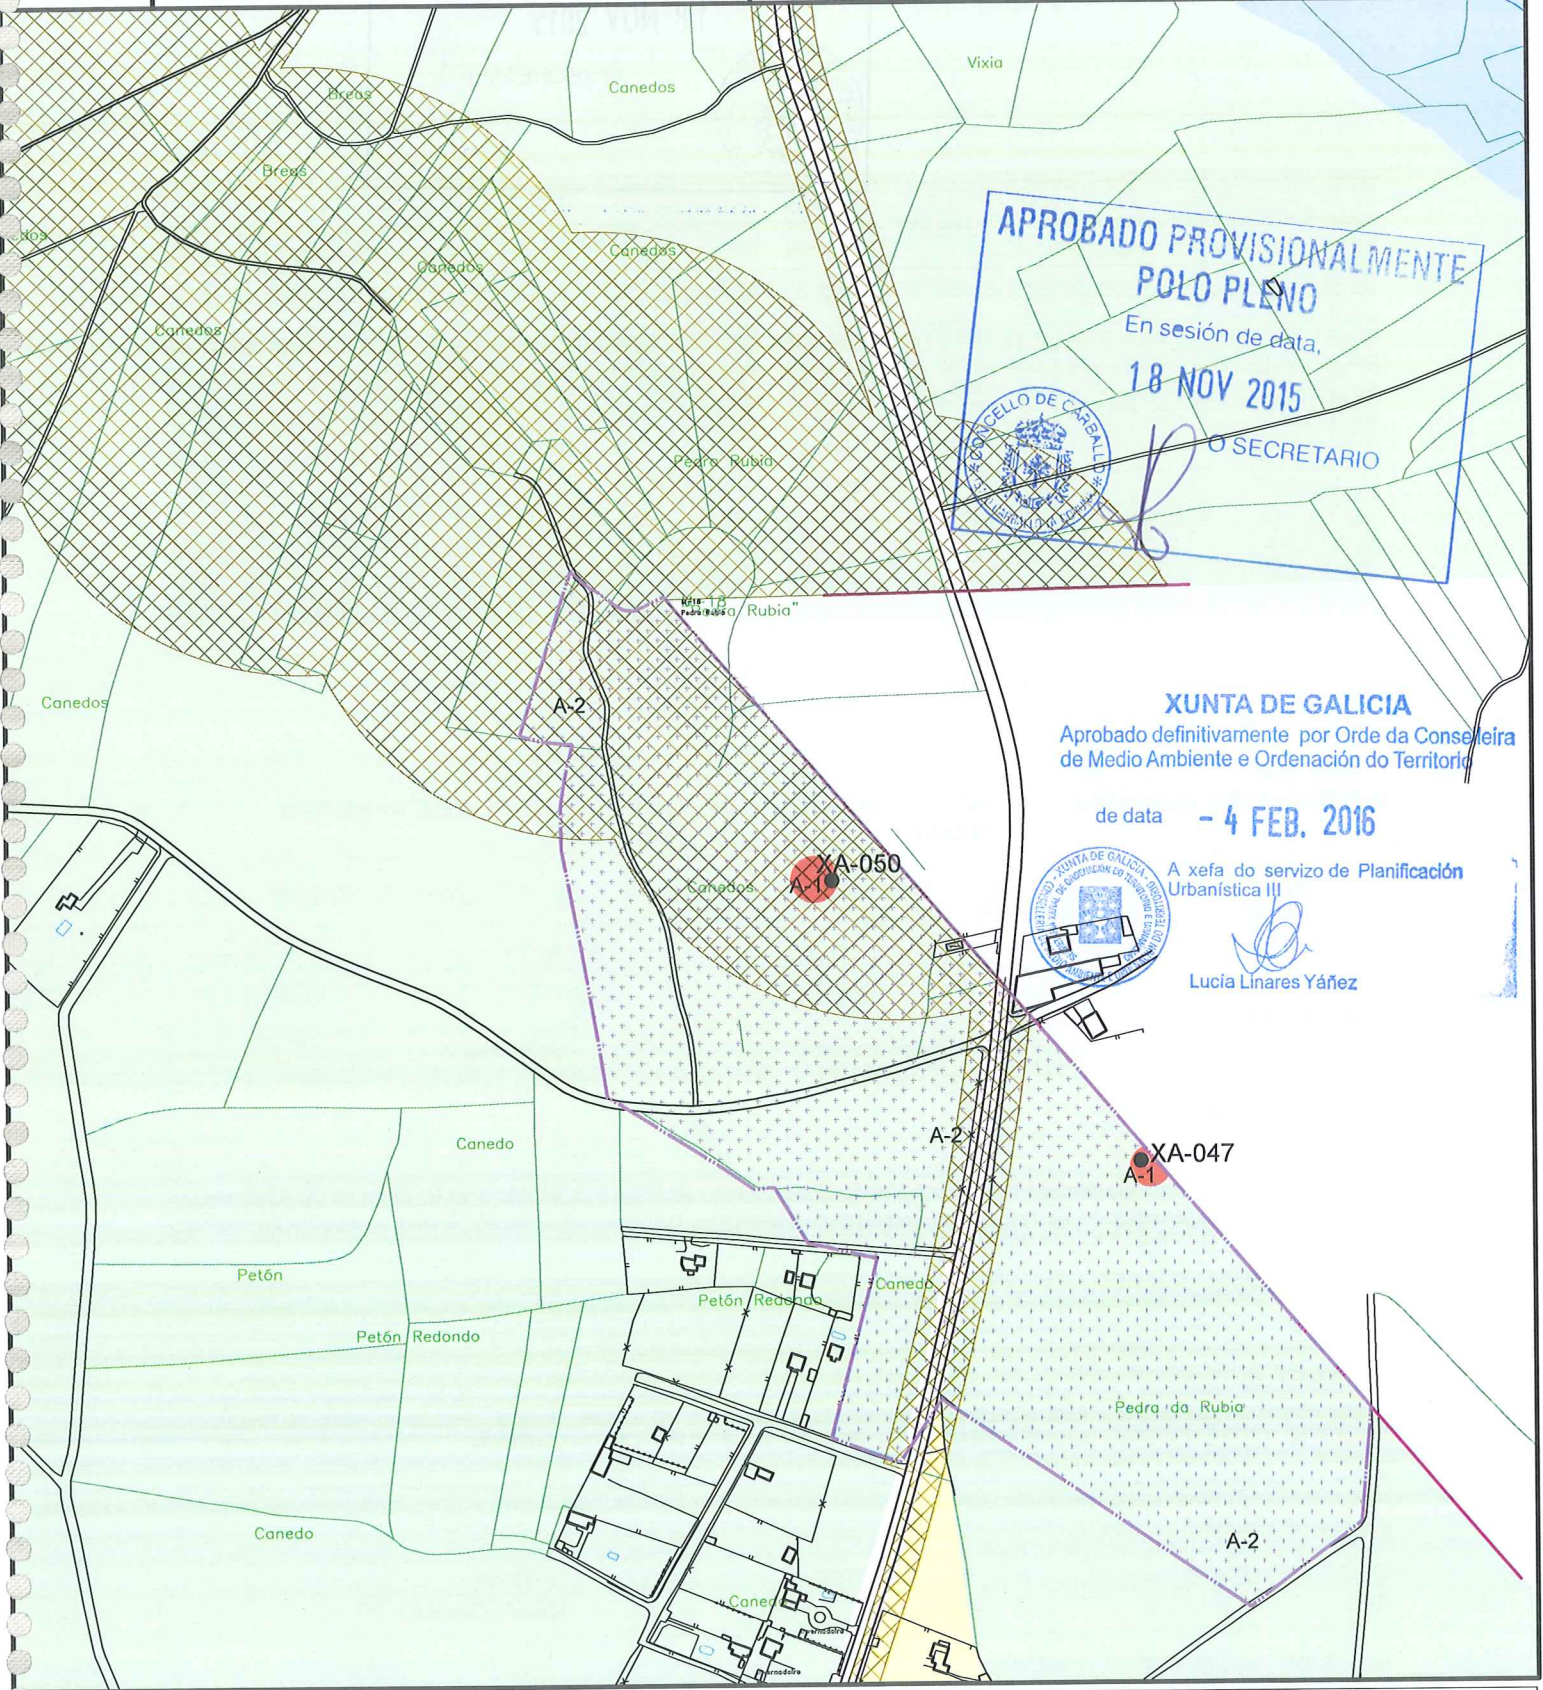 Vixia
Canedos
Breas
Breas
Canedos
Canedos
Canedos
Pedra Rubia
APROBADO PROVISIONALMENTE
POLO PLENO
En sesión de data,
18 NOV 2015
O SECRETARIO
CONCELLO DE CARBALLO
Pedra Rubia
A-2
Canedos
XUNTA DE GALICIA
Aprobado definitivamente por Orde da Conselleira
de Medio Ambiente e Ordenación do Territorio
de data - 4 FEB. 2016
A xefa do servizo de Planificación
Urbanística III
Lucía Linares Yáñez
XA-050
A-1
Canedos
A-2
XA-047
A-1
Canedo
Petón
Canedo
Petón Redondo
Petón Redondo
Pedra da Rubia
Canedo
A-2
Canedo